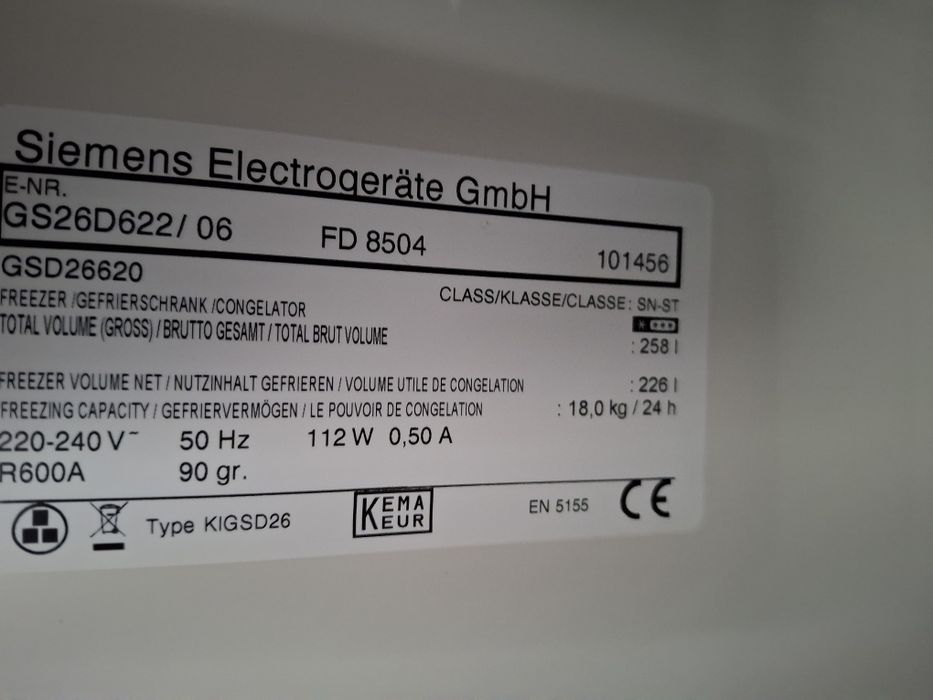 Siemens Electrogeräte GmbH
E-NR.
GS26D622/ 06 FD 8504 101456
GSD26620
FREEZER /GEFRIERSCHRANK /CONGELATOR CLASS/KLASSE/CLASSE: SN-ST
TOTAL VOLUME (GROSS) / BRUTTO GESAMT / TOTAL BRUT VOLUME : 258 l
FREEZER VOLUME NET / NUTZINHALT GEFRIEREN / VOLUME UTILE DE CONGELATION : 226 l
FREEZING CAPACITY / GEFRIERVERMÖGEN / LE POUVOIR DE CONGELATION : 18,0 kg / 24 h
220-240 V~ 50 Hz 112 W 0,50 A
R600A 90 gr.
Type KIGSD26 KEMA EUR EN 5155 CE